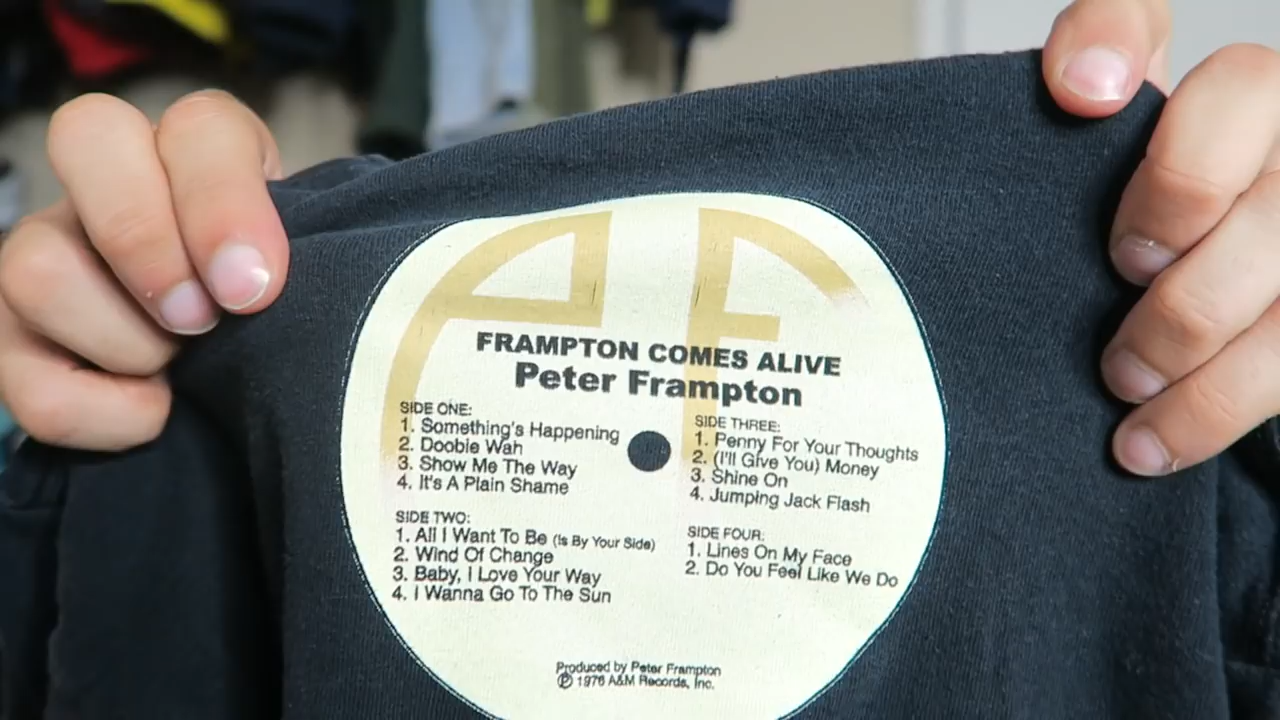 PF
FRAMPTON COMES ALIVE
Peter Frampton
SIDE ONE:
1. Something's Happening
2. Doobie Wah
3. Show Me The Way
4. It's A Plain Shame
SIDE TWO:
1. All I Want To Be (Is By Your Side)
2. Wind Of Change
3. Baby, I Love Your Way
4. I Wanna Go To The Sun
SIDE THREE:
1. Penny For Your Thoughts
2. (I'll Give You) Money
3. Shine On
4. Jumping Jack Flash
SIDE FOUR:
1. Lines On My Face
2. Do You Feel Like We Do
Produced by Peter Frampton
℗ 1976 A&M Records, Inc.